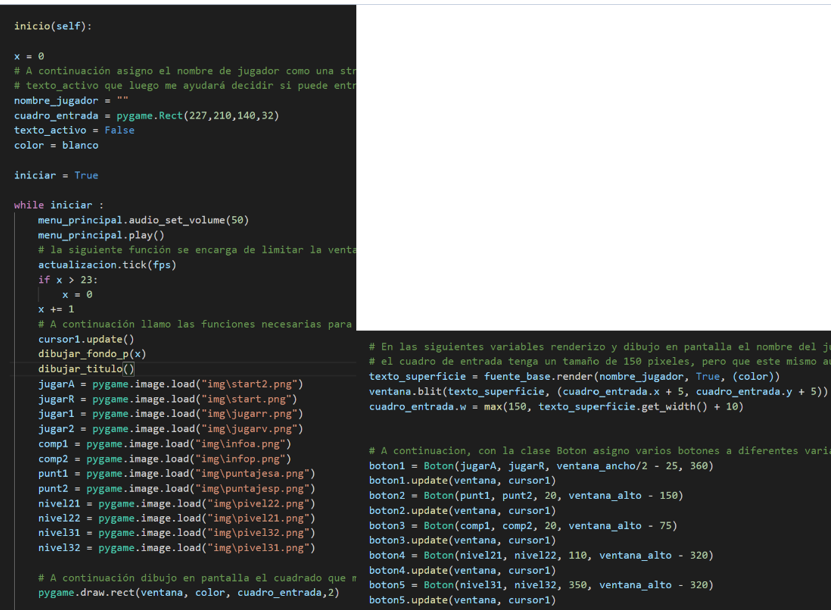 inicio(self):
x = 0
# A continuación asigno el nombre de jugador como una
# texto_activo que luego me ayudará decidir si puede
nombre_jugador = ""
cuadro_entrada = pygame.Rect(227,210,140,32)
texto_activo = False
color = blanco
iniciar = True
while iniciar :
menu_principal.audio_set_volume(50)
menu_principal.play()
# la siguiente función se encarga de limitar la
actualizacion.tick(fps)
if x > 23:
x = 0
x += 1
# A continuación llamo las funciones necesarias para
cursor1.update()
dibujar_fondo_p(x)
dibujar_titulo()
jugarA = pygame.image.load("img\start2.png")
jugarR = pygame.image.load("img\start.png")
jugar1 = pygame.image.load("img\jugarr.png")
jugar2 = pygame.image.load("img\jugarv.png")
comp1 = pygame.image.load("img\infoa.png")
comp2 = pygame.image.load("img\infop.png")
punt1 = pygame.image.load("img\puntajesa.png")
punt2 = pygame.image.load("img\puntajesp.png")
nivel21 = pygame.image.load("img\pivel22.png")
nivel22 = pygame.image.load("img\pivel21.png")
nivel31 = pygame.image.load("img\pivel32.png")
nivel32 = pygame.image.load("img\pivel31.png")
# A continuación dibujo en pantalla el cuadrado que
pygame.draw.rect(ventana, color, cuadro_entrada,2)
# En las siguientes variables renderizo y dibujo en pantalla el nombre del
# el cuadro de entrada tenga un tamaño de 150 pixeles, pero que este mismo
texto_superficie = fuente_base.render(nombre_jugador, True, (color))
ventana.blit(texto_superficie, (cuadro_entrada.x + 5, cuadro_entrada.y + 5))
cuadro_entrada.w = max(150, texto_superficie.get_width() + 10)
# A continuacion, con la clase Boton asigno varios botones a diferentes
boton1 = Boton(jugarA, jugarR, ventana_ancho/2 - 25, 360)
boton1.update(ventana, cursor1)
boton2 = Boton(punt1, punt2, 20, ventana_alto - 150)
boton2.update(ventana, cursor1)
boton3 = Boton(comp1, comp2, 20, ventana_alto - 75)
boton3.update(ventana, cursor1)
boton4 = Boton(nivel21, nivel22, 110, ventana_alto - 320)
boton4.update(ventana, cursor1)
boton5 = Boton(nivel31, nivel32, 350, ventana_alto - 320)
boton5.update(ventana, cursor1)